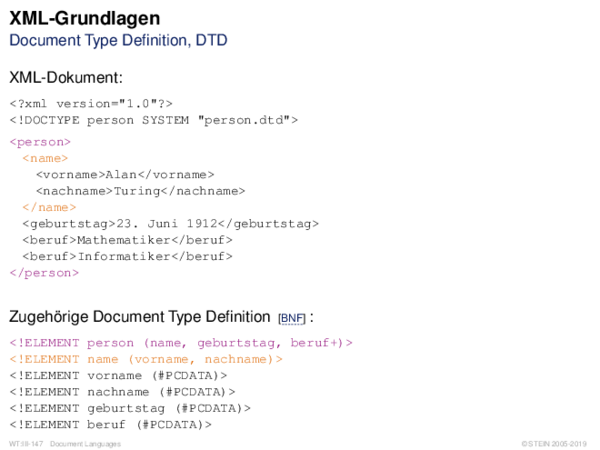 XML-Grundlagen
Document Type Definition, DTD
XML-Dokument:
<?xml version="1.0"?>
<!DOCTYPE person SYSTEM "person.dtd">
<person>
<name>
<vorname>Alan</vorname>
<nachname>Turing</nachname>
</name>
<geburtstag>23. Juni 1912</geburtstag>
<beruf>Mathematiker</beruf>
<beruf>Informatiker</beruf>
</person>
Zugehörige Document Type Definition [BNF] :
<!ELEMENT person (name, geburtstag, beruf+)>
<!ELEMENT name (vorname, nachname)>
<!ELEMENT vorname (#PCDATA)>
<!ELEMENT nachname (#PCDATA)>
<!ELEMENT geburtstag (#PCDATA)>
<!ELEMENT beruf (#PCDATA)>
WT:III-147 Document Languages © STEIN 2005-2019